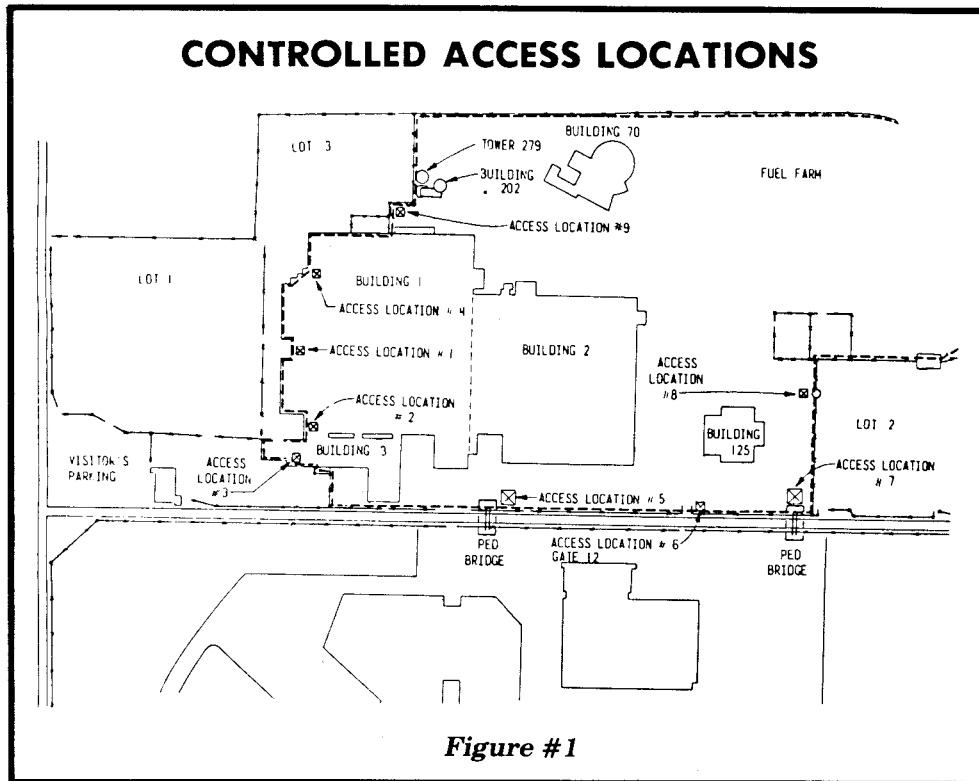 CONTROLLED ACCESS LOCATIONS
LOT 3
TOWER 279
BUILDING 70
BUILDING
202
FUEL FARM
ACCESS LOCATION #9
LOT 1
BUILDING 1
ACCESS LOCATION # 4
ACCESS LOCATION # 1
BUILDING 2
ACCESS
LOCATION
#8
ACCESS LOCATION
# 2
LOT 2
BUILDING
125
BUILDING 3
VISITOR'S
PARKING
ACCESS
LOCATION
# 3
ACCESS LOCATION
# 7
ACCESS LOCATION # 5
ACCESS LOCATION # 6
GATE 12
PED
BRIDGE
PED
BRIDGE
Figure #1